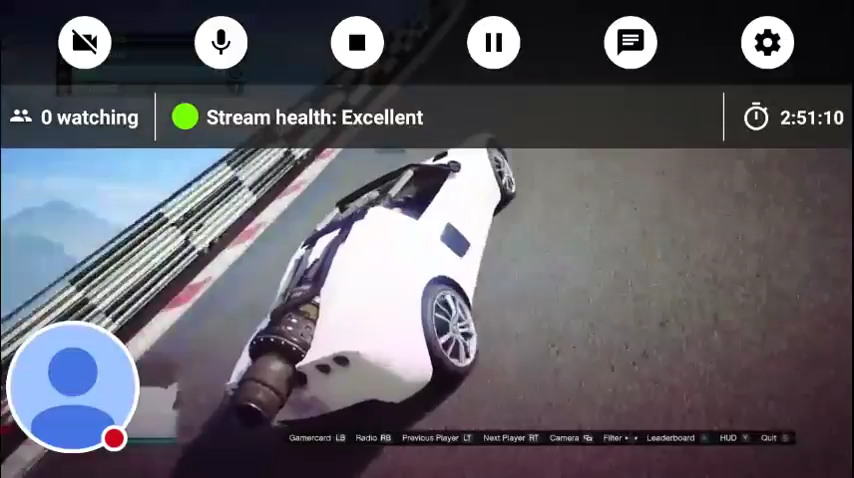 0 watching
Stream health: Excellent
2:51:10
Gamercard LB Radio RB Previous Player LT Next Player RT Camera Filter Leaderboard HUD Y Quit